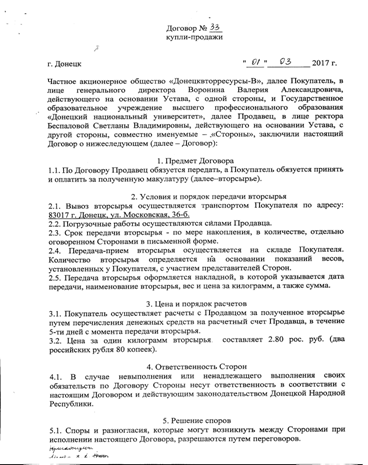 Договор № 33
купли-продажи
г. Донецк " 01 " 03 2017 г.
Частное акционерное общество «Донецквторресурсы-В», далее Покупатель, в
лице генерального директора Воронина Валерия Александровича,
действующего на основании Устава, с одной стороны, и Государственное
образовательное учреждение высшего профессионального образования
«Донецкий национальный университет», далее Продавец, в лице ректора
Беспаловой Светланы Владимировны, действующего на основании Устава, с
другой стороны, совместно именуемые – «Стороны», заключили настоящий
Договор о нижеследующем (далее – Договор):
1. Предмет Договора
1.1. По Договору Продавец обязуется передать, а Покупатель обязуется принять
и оплатить за полученную макулатуру (далее–вторсырье).
2. Условия и порядок передачи вторсырья
2.1. Вывоз вторсырья осуществляется транспортом Покупателя по адресу:
83017 г. Донецк, ул. Московская, 36-б.
2.2. Погрузочные работы осуществляются силами Продавца.
2.3. Срок передачи вторсырья - по мере накопления, в количестве, отдельно
оговоренном Сторонами в письменной форме.
2.4. Передача-прием вторсырья осуществляется на складе Покупателя.
Количество вторсырья определяется на основании показаний весов,
установленных у Покупателя, с участием представителей Сторон.
2.5. Передача вторсырья оформляется накладной, в которой указывается дата
передачи, наименование вторсырья, вес и цена за килограмм, а также сумма.
3. Цена и порядок расчетов
3.1. Покупатель осуществляет расчеты с Продавцом за полученное вторсырье
путем перечисления денежных средств на расчетный счет Продавца, в течение
5-ти дней с момента передачи вторсырья.
3.2. Цена за один килограмм вторсырья составляет 2.80 рос. руб. (два
российских рубля 80 копеек).
4. Ответственность Сторон
4.1. В случае невыполнения или ненадлежащего выполнения своих
обязательств по Договору Стороны несут ответственность в соответствии с
настоящим Договором и действующим законодательством Донецкой Народной
Республики.
5. Решение споров
5.1. Споры и разногласия, которые могут возникнуть между Сторонами при
исполнении настоящего Договора, разрешаются путем переговоров.